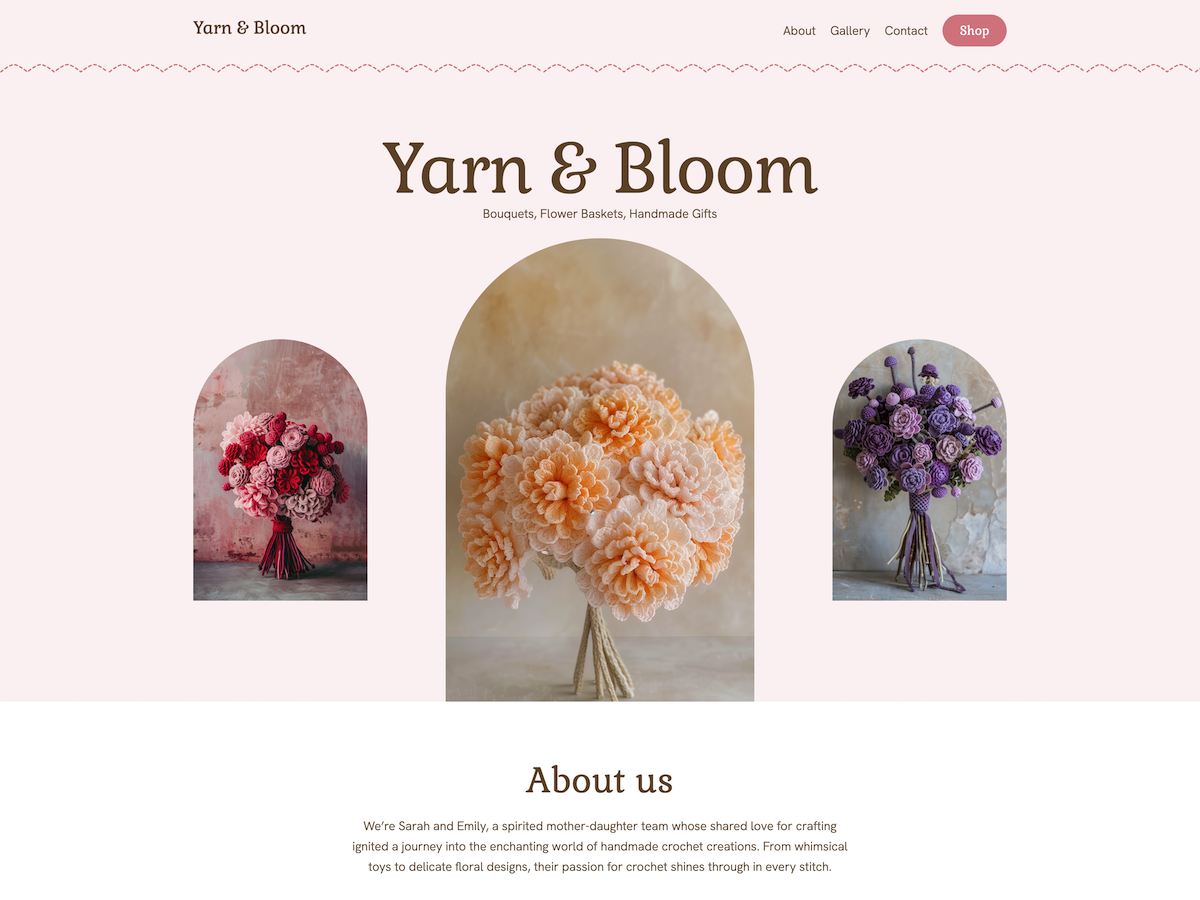 Yarn & Bloom
About Gallery Contact Shop
Yarn & Bloom
Bouquets, Flower Baskets, Handmade Gifts
About us
We’re Sarah and Emily, a spirited mother-daughter team whose shared love for crafting
ignited a journey into the enchanting world of handmade crochet creations. From whimsical
toys to delicate floral designs, their passion for crochet shines through in every stitch.